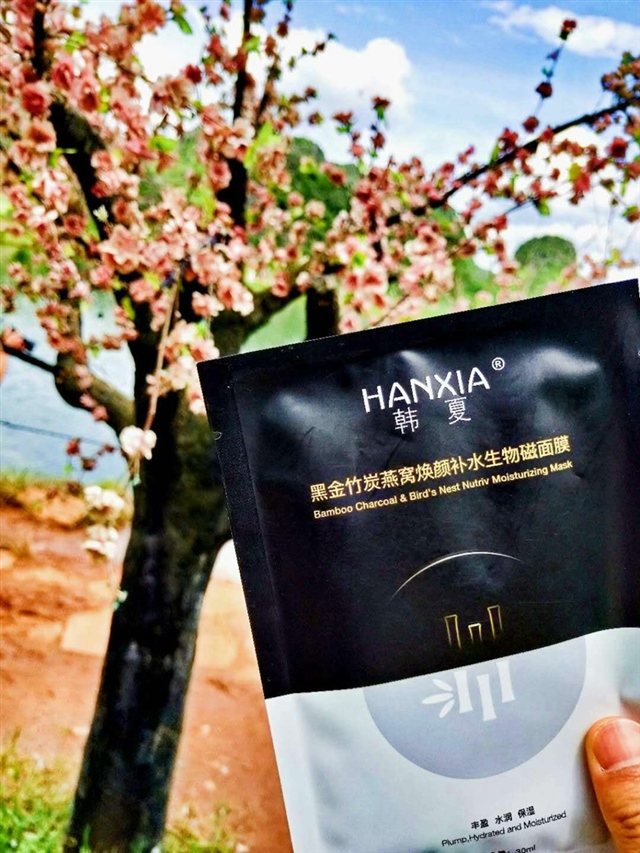 HANXIA®
韩夏
黑金竹炭燕窝焕颜补水生物磁面膜
Bamboo Charcoal & Bird's Nest Nutriv Moisturizing Mask
丰盈 水润 保湿
Plump,Hydrated and Moisturized
30ml